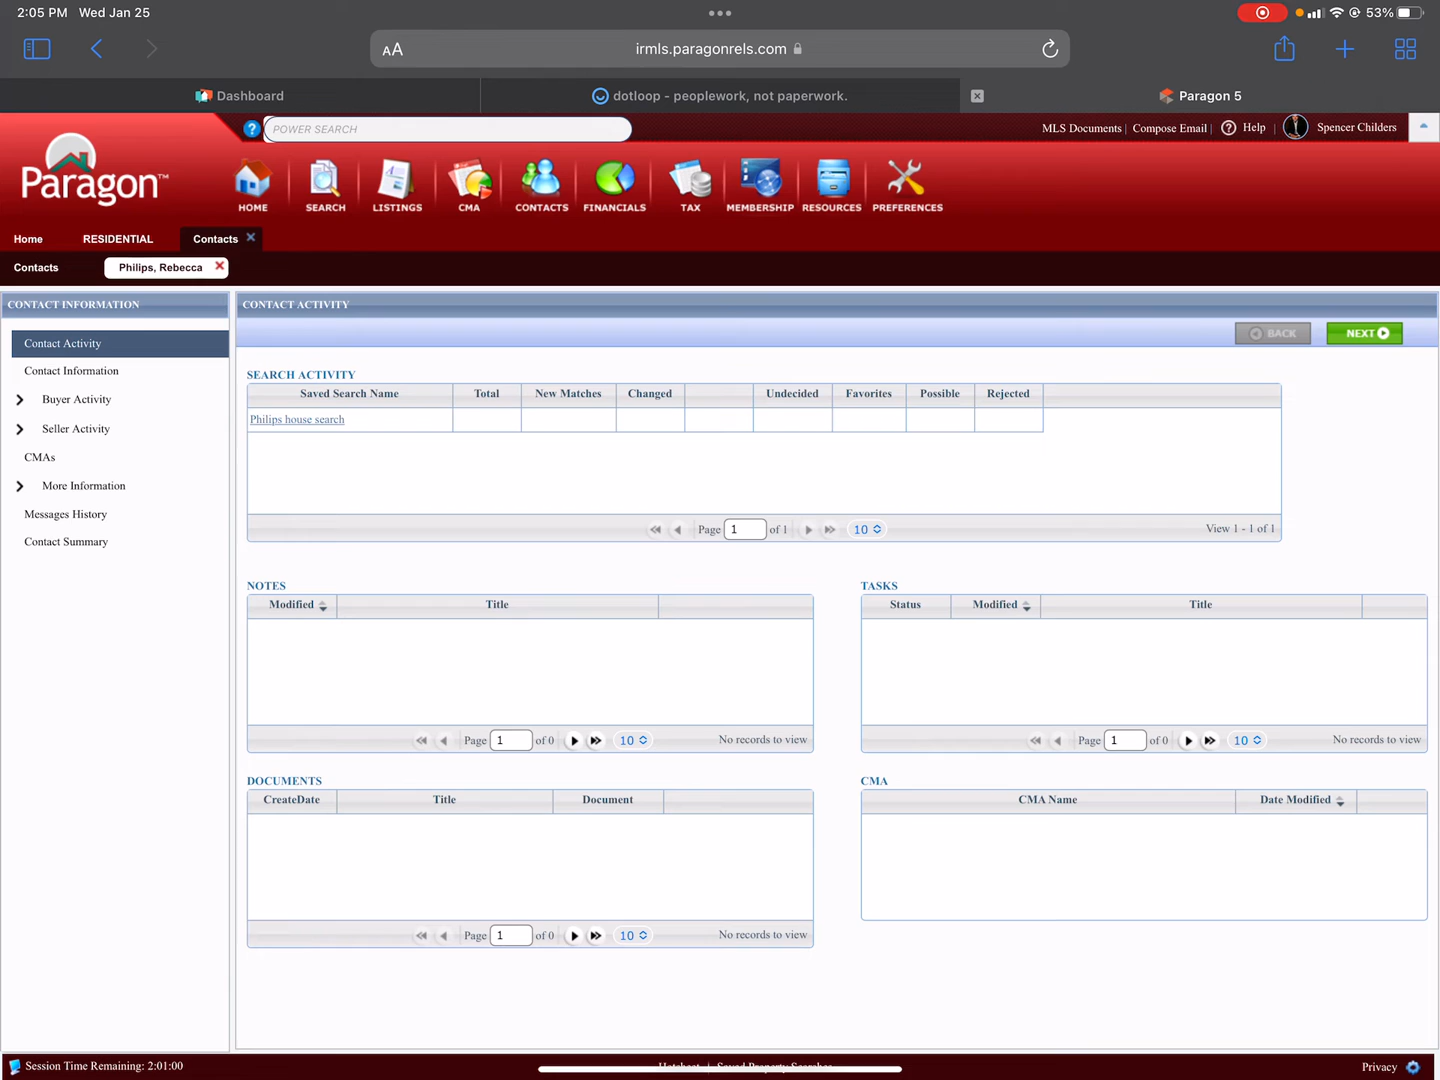 2:05 PM Wed Jan 25
53%
AA irmls.paragonrels.com
Dashboard
dotloop - peoplework, not paperwork.
Paragon 5
Paragon™
? POWER SEARCH
MLS Documents | Compose Email | ? Help | Spencer Childers
HOME SEARCH LISTINGS CMA CONTACTS FINANCIALS TAX MEMBERSHIP RESOURCES PREFERENCES
Home RESIDENTIAL Contacts
Contacts Philips, Rebecca
CONTACT INFORMATION
Contact Activity
Contact Information
Buyer Activity
Seller Activity
CMAs
More Information
Messages History
Contact Summary
CONTACT ACTIVITY
BACK NEXT
SEARCH ACTIVITY
Saved Search Name Total New Matches Changed Undecided Favorites Possible Rejected
Philips house search
Page 1 of 1 10 View 1 - 1 of 1
NOTES
Modified Title
Page 1 of 0 10 No records to view
TASKS
Status Modified Title
Page 1 of 0 10 No records to view
DOCUMENTS
CreateDate Title Document
Page 1 of 0 10 No records to view
CMA
CMA Name Date Modified
Session Time Remaining: 2:01:00
Hotsheet | Saved Property Searches
Privacy